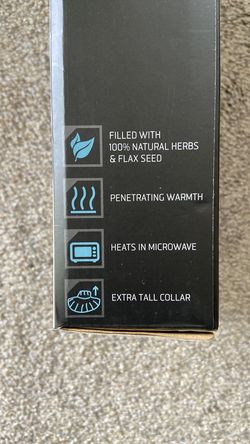 FILLED WITH
100% NATURAL HERBS
& FLAX SEED
PENETRATING WARMTH
HEATS IN MICROWAVE
EXTRA TALL COLLAR